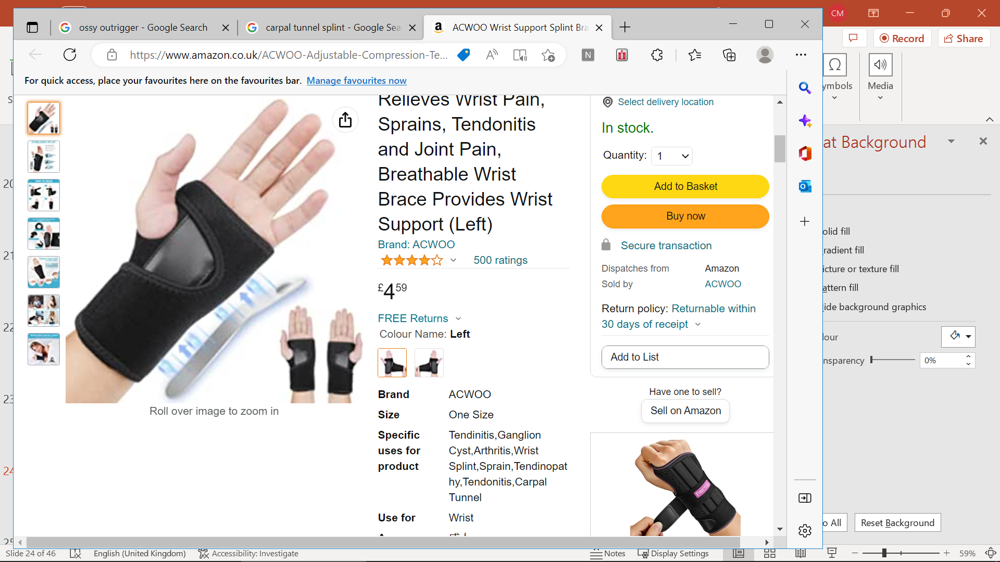 CM
ossy outrigger - Google Search
carpal tunnel splint - Google Sea
ACWOO Wrist Support Splint Bra
Record
Share
https://www.amazon.co.uk/ACWOO-Adjustable-Compression-Te...
For quick access, place your favourites here on the favourites bar. Manage favourites now
ymbols
Media
Relieves Wrist Pain,
Sprains, Tendonitis
and Joint Pain,
Breathable Wrist
Brace Provides Wrist
Support (Left)
Brand: ACWOO
500 ratings
£4 59
FREE Returns
Colour Name: Left
Brand ACWOO
Size One Size
Specific uses for product
Tendinitis,Ganglion
Cyst,Arthritis,Wrist
Splint,Sprain,Tendinopat
hy,Tendonitis,Carpal
Tunnel
Use for Wrist
Roll over image to zoom in
Select delivery location
In stock.
Quantity: 1
Add to Basket
Buy now
Secure transaction
Dispatches from Amazon
Sold by ACWOO
Return policy: Returnable within
30 days of receipt
Add to List
Have one to sell?
Sell on Amazon
FREETOO
at Background
olid fill
radient fill
icture or texture fill
attern fill
ide background graphics
lour
nsparency 0%
o All
Reset Background
20
21
22
23
24
25
Slide 24 of 46
English (United Kingdom)
Accessibility: Investigate
Notes
Display Settings
59%